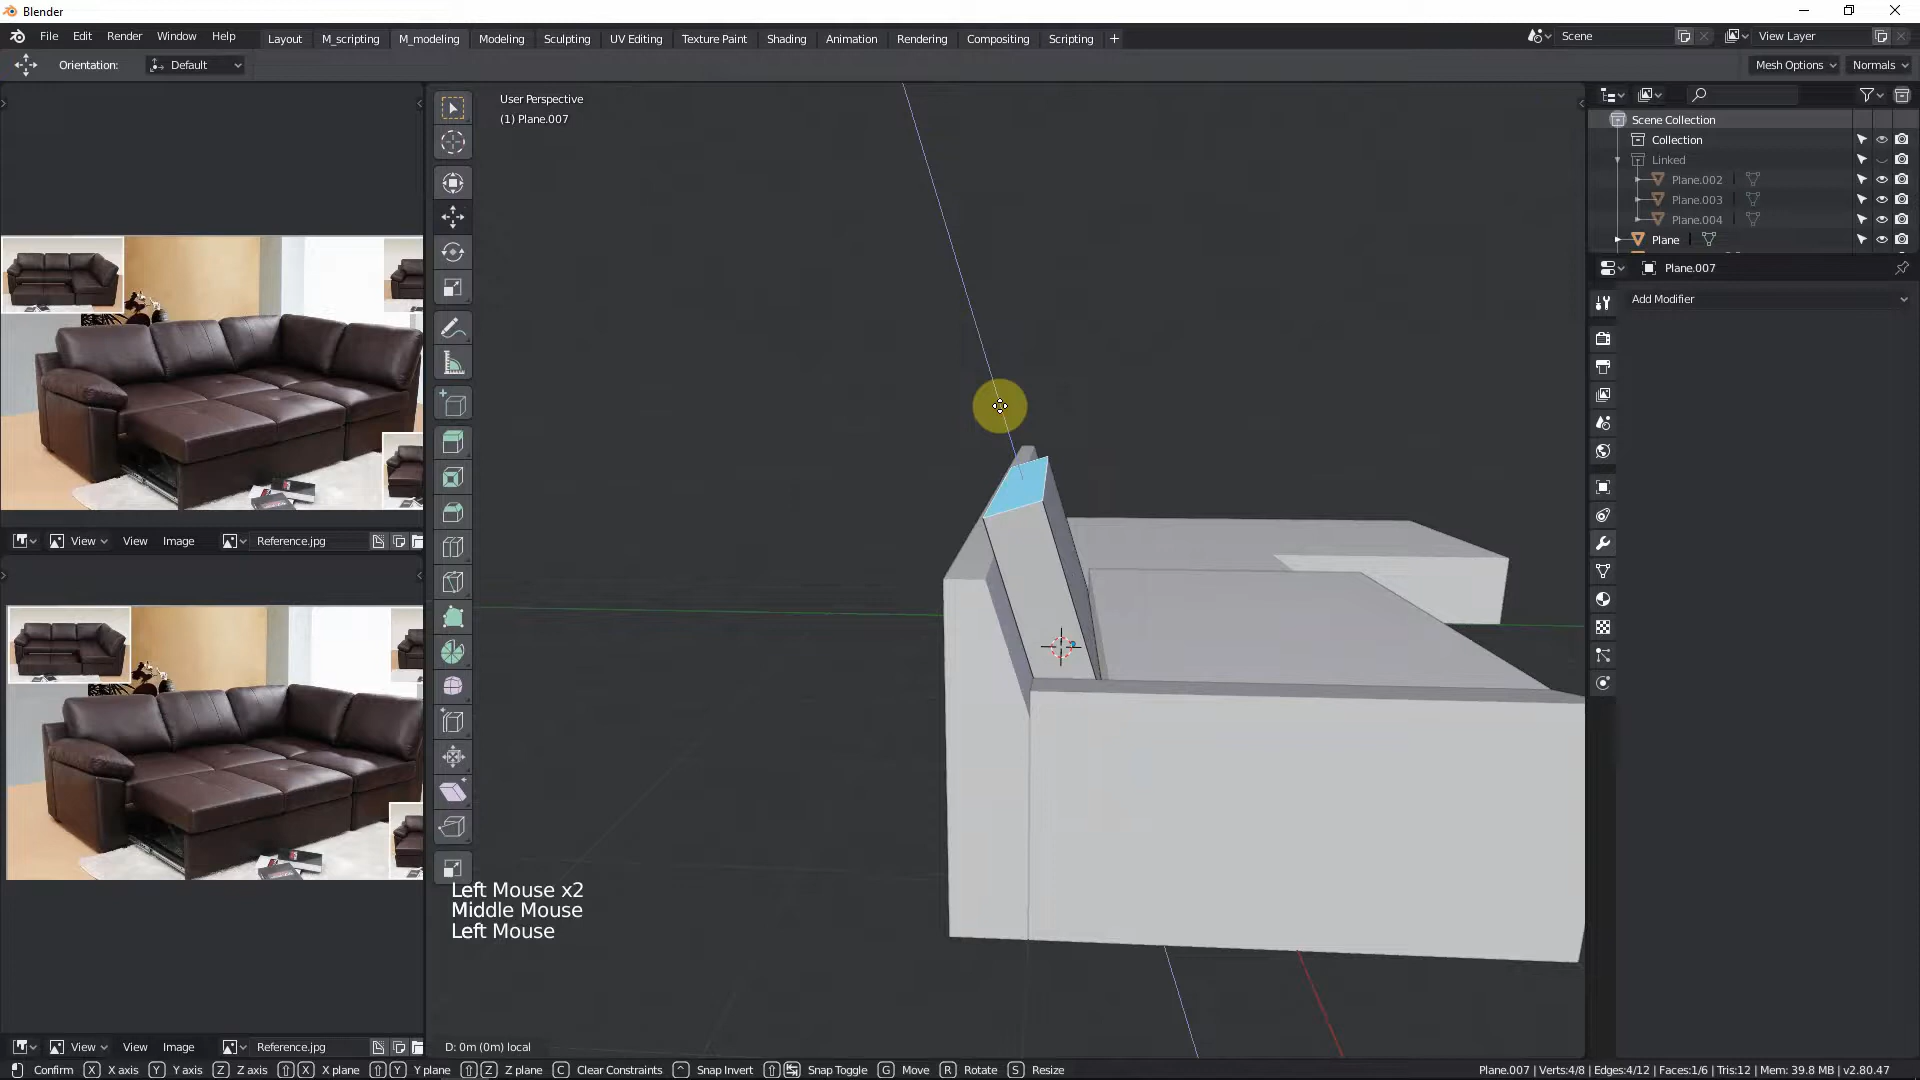 Blender
File Edit Render Window Help Layout M_scripting M_modeling Modeling Sculpting UV Editing Texture Paint Shading Animation Rendering Compositing Scripting + Scene View Layer
Orientation: Default Mesh Options Normals
User Perspective
(1) Plane.007
Scene Collection
Collection
Linked
Plane.002
Plane.003
Plane.004
Plane
Plane.007
Add Modifier
View View Image Reference.jpg
Left Mouse x2
Middle Mouse
Left Mouse
View View Image Reference.jpg
D: 0m (0m) local
Confirm X X axis Y Y axis Z Z axis X X plane Y Y plane Z Z plane C Clear Constraints ^ Snap Invert Snap Toggle G Move R Rotate S Resize Plane.007 | Verts:4/8 | Edges:4/12 | Faces:1/6 | Tris:12 | Mem: 39.8 MB | v2.80.47